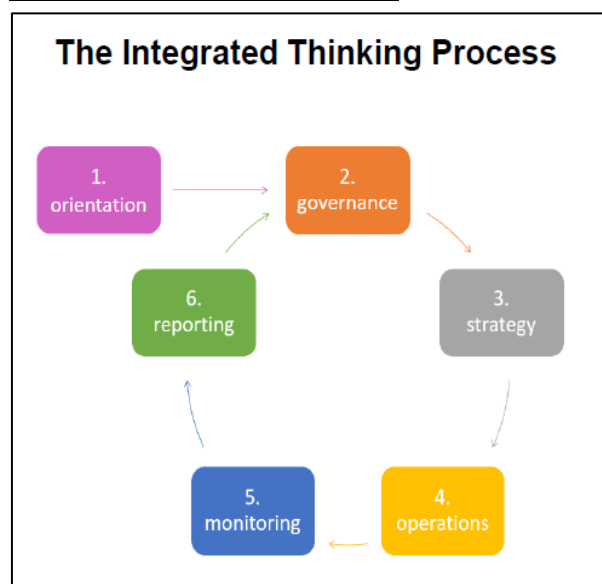 The Integrated Thinking Process
1.
orientation
2.
governance
3.
strategy
4.
operations
5.
monitoring
6.
reporting